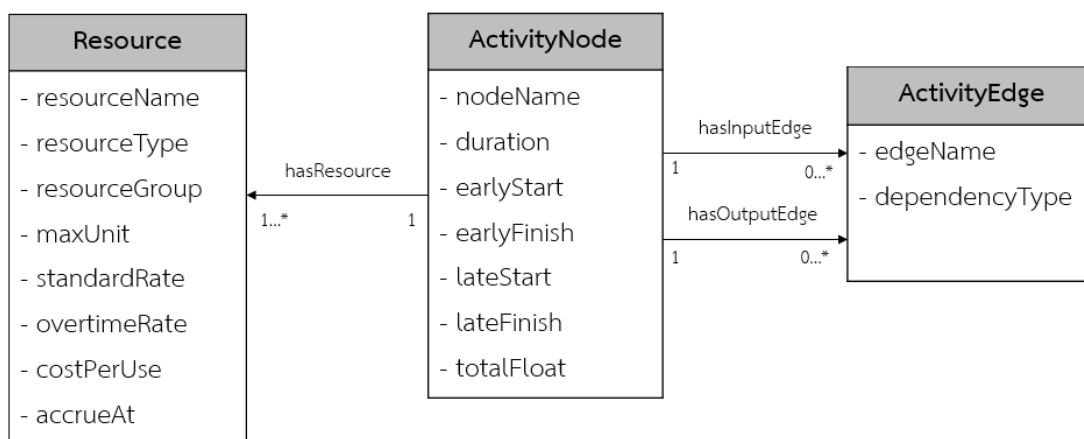 Resource
- resourceName
- resourceType
- resourceGroup
- maxUnit
- standardRate
- overtimeRate
- costPerUse
- accrueAt
hasResource
1...*
1
ActivityNode
- nodeName
- duration
- earlyStart
- earlyFinish
- lateStart
- lateFinish
- totalFloat
hasInputEdge
1
0...*
hasOutputEdge
1
0...*
ActivityEdge
- edgeName
- dependencyType